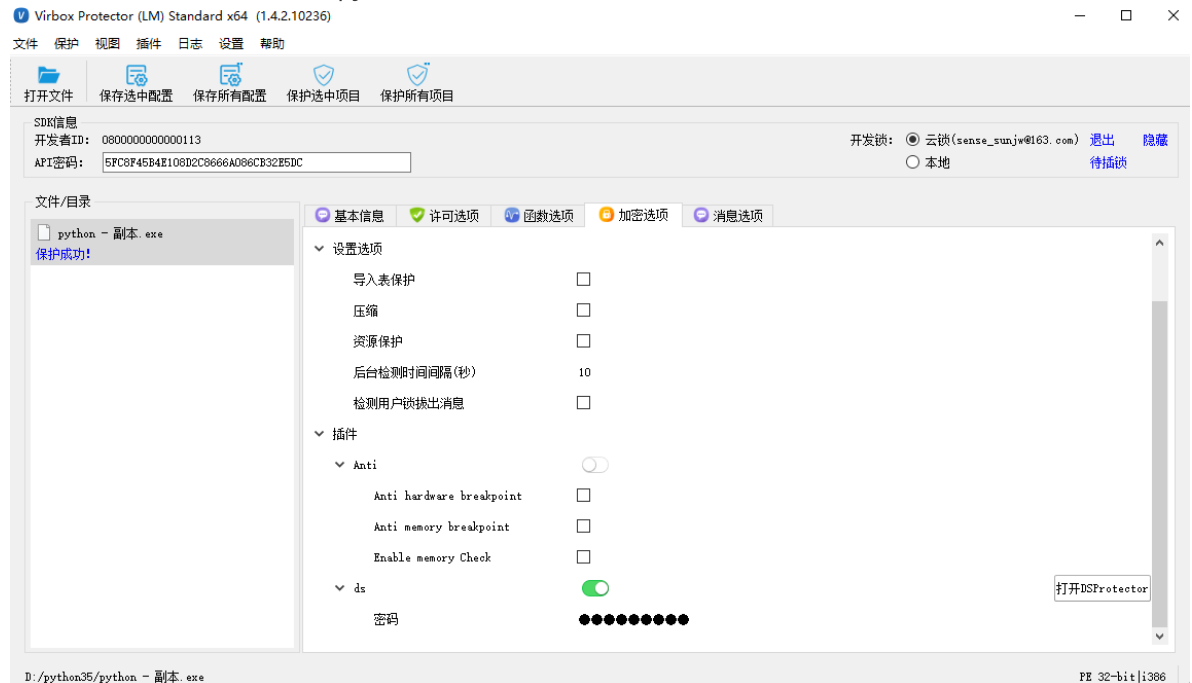 Virbox Protector (LM) Standard x64 (1.4.2.10236)
文件 保护 视图 插件 日志 设置 帮助
打开文件 保存选中配置 保存所有配置 保护选中项目 保护所有项目
SDK信息
开发者ID: 0800000000000113 开发锁: 云锁(sense_sunjw@163.com) 退出 隐藏
API密码: 5FC8F45B4E108D2C8666A086CB32E5DC 本地 待插锁
文件/目录
基本信息 许可选项 函数选项 加密选项 消息选项
python - 副本.exe
保护成功!
设置选项
导入表保护
压缩
资源保护
后台检测时间间隔(秒) 10
检测用户锁拔出消息
插件
Anti
Anti hardware breakpoint
Anti memory breakpoint
Enable memory Check
ds 打开DSProtector
密码 ●●●●●●●●●
D:/python35/python - 副本.exe PE 32-bit|i386